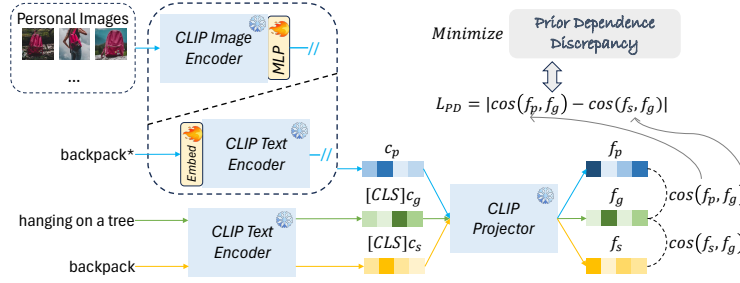 Personal Images
...
CLIP Image
Encoder
MLP
//
Minimize
Prior Dependence
Discrepancy
L_PD = |cos(f_p, f_g) − cos(f_s, f_g)|
backpack*
Embed
CLIP Text
Encoder
//
c_p
[CLS]c_g
[CLS]c_s
hanging on a tree
backpack
CLIP Text
Encoder
CLIP
Projector
f_p
f_g
f_s
cos(f_p, f_g)
cos(f_s, f_g)